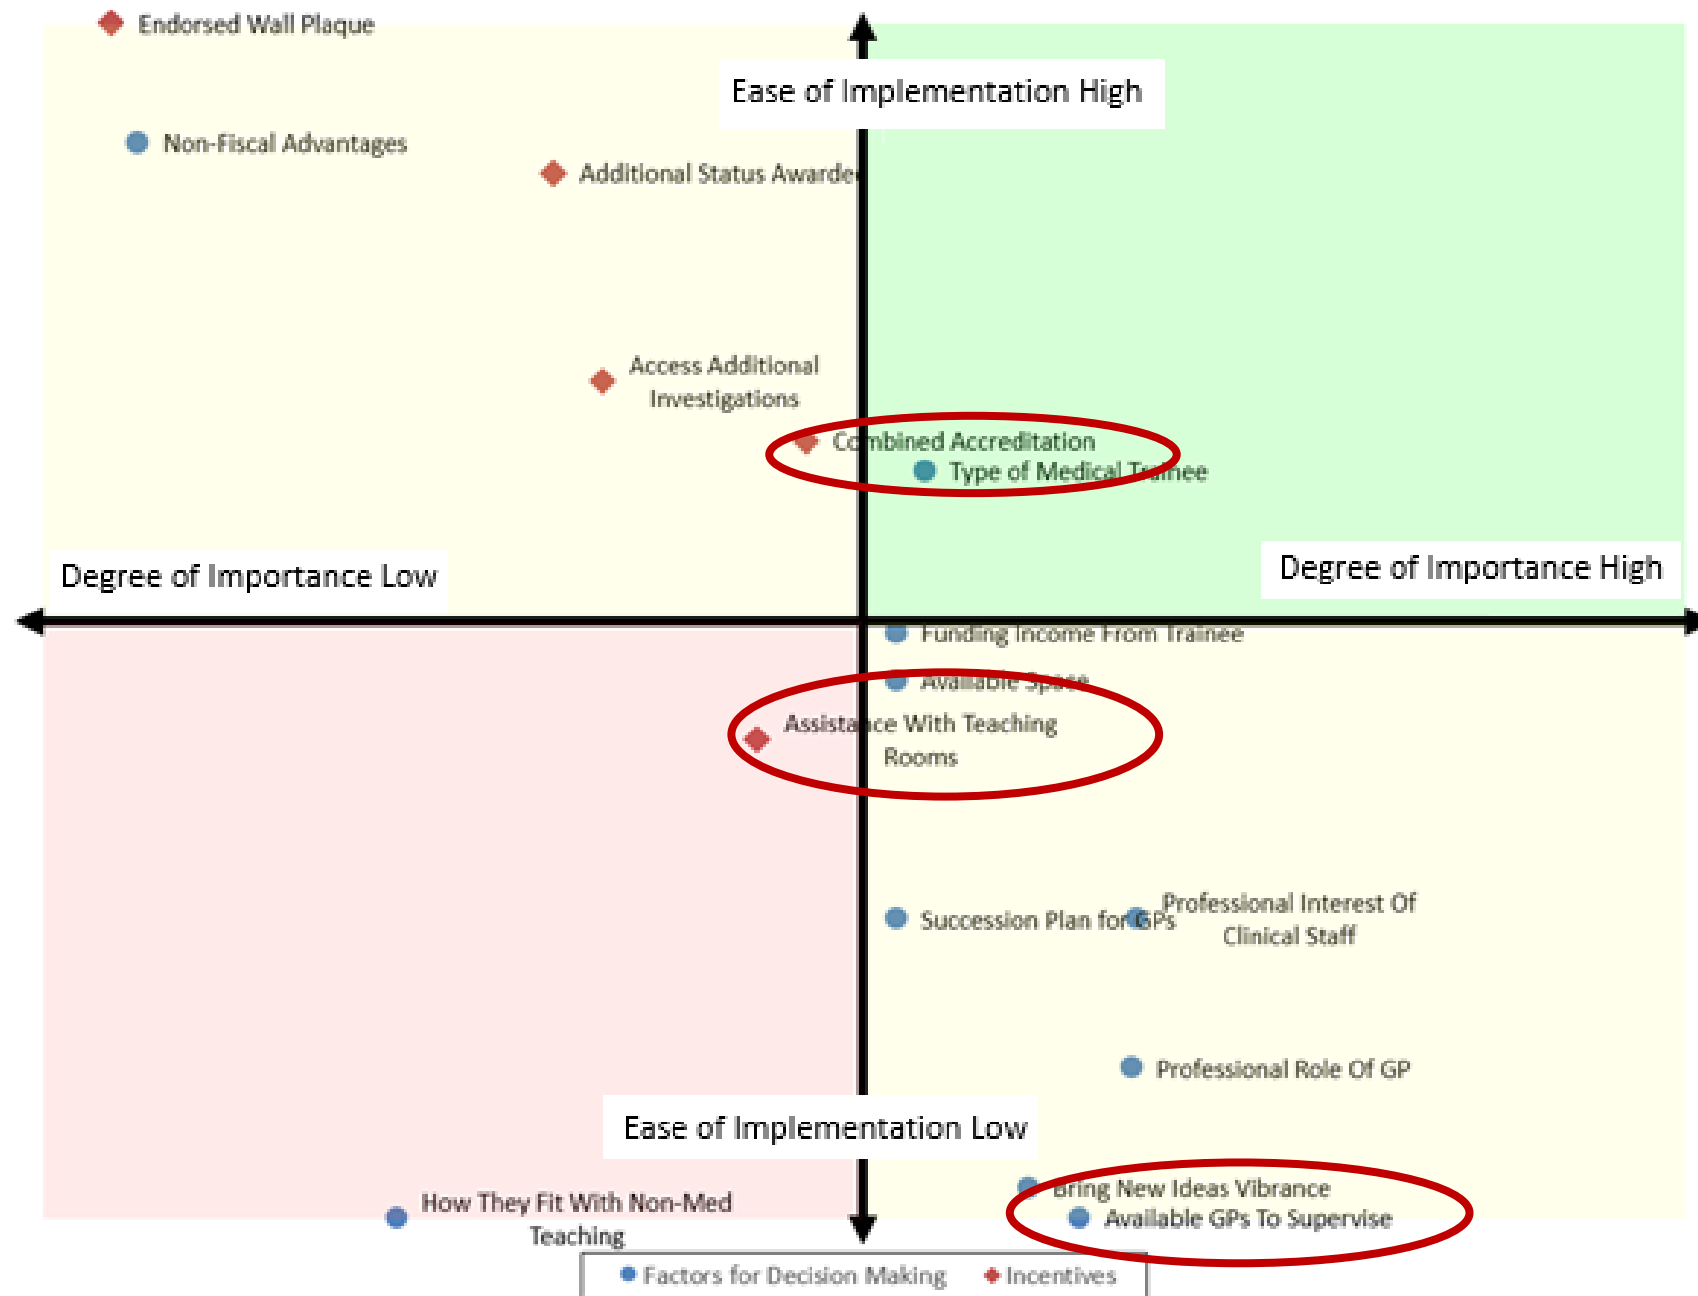 Endorsed Wall Plaque
Ease of Implementation High
Non-Fiscal Advantages
Additional Status Awarde
Access Additional
Investigations
Combined Accreditation
Type of Medical Trainee
Degree of Importance Low
Degree of Importance High
Funding Income From Trainee
Available Space
Assistance With Teaching
Rooms
Succession Plan for GPs
Professional Interest Of
Clinical Staff
Professional Role Of GP
Ease of Implementation Low
Bring New Ideas Vibrance
How They Fit With Non-Med
Teaching
Available GPs To Supervise
Factors for Decision Making
Incentives